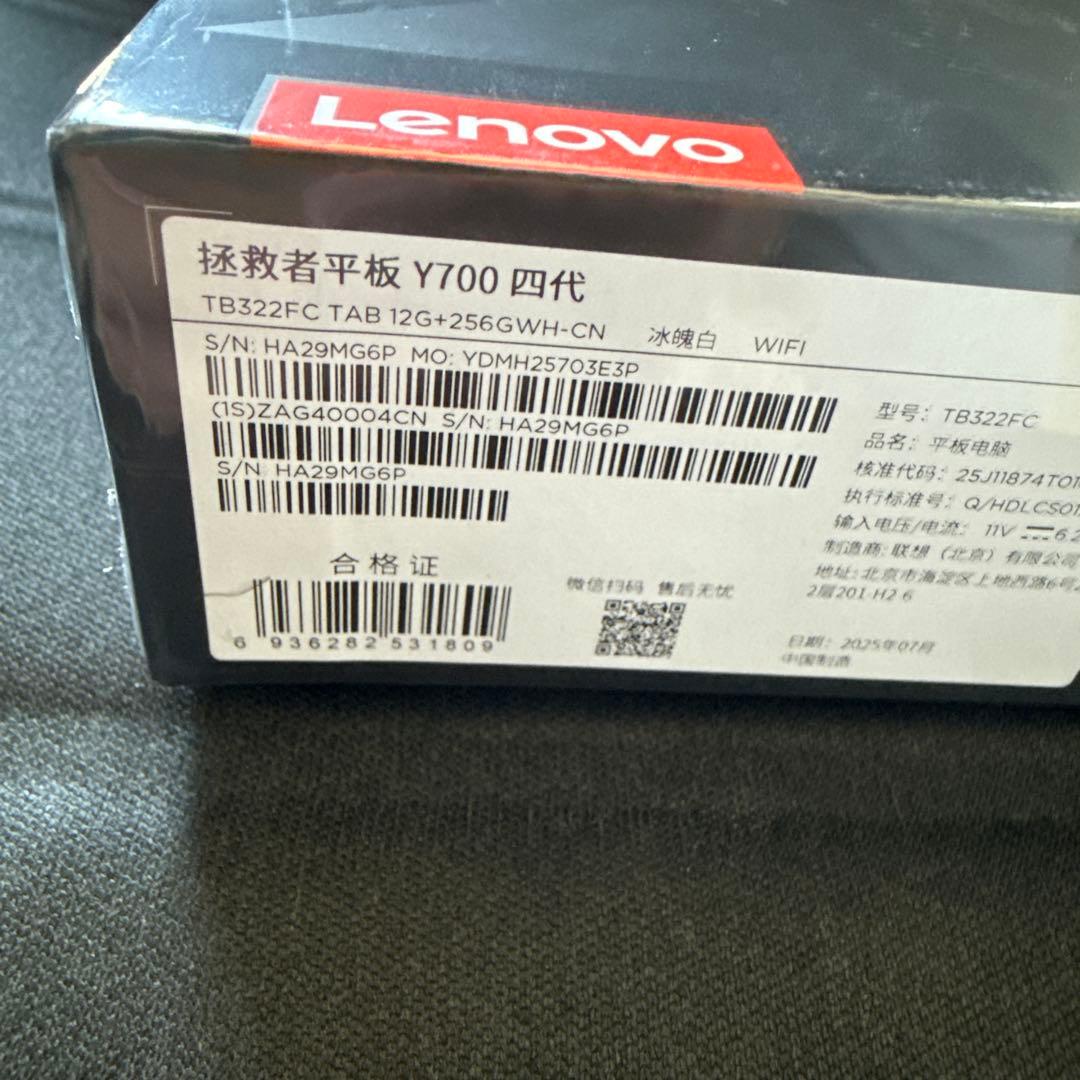 Lenovo
拯救者平板 Y700 四代
TB322FC TAB 12G+256GWH-CN 冰魄白 WIFI
S/N: HA29MG6P MO: YDMH25703E3P
(1S)ZAG40004CN S/N: HA29MG6P
S/N: HA29MG6P
合格证
6 936282 531809
微信扫码 售后无忧
型号: TB322FC
品名: 平板电脑
核准代码: 25J11874T01
执行标准号: Q/HDLCS01
输入电压/电流: 11V ⎓ 6.2
制造商: 联想（北京）有限公司
地址: 北京市海淀区上地西路6号2
2层201-H2 6
日期: 2025年07月
中国制造